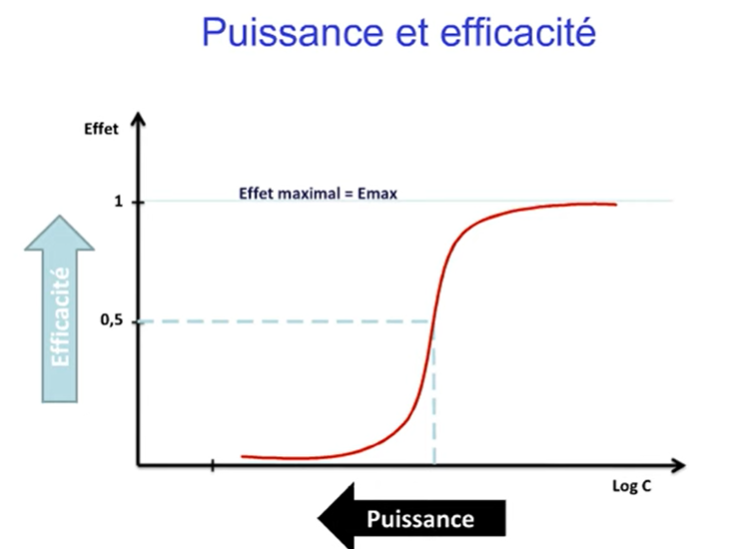 Puissance et efficacité
Effet
Effet maximal = Emax
1
Efficacité
0,5
Log C
Puissance